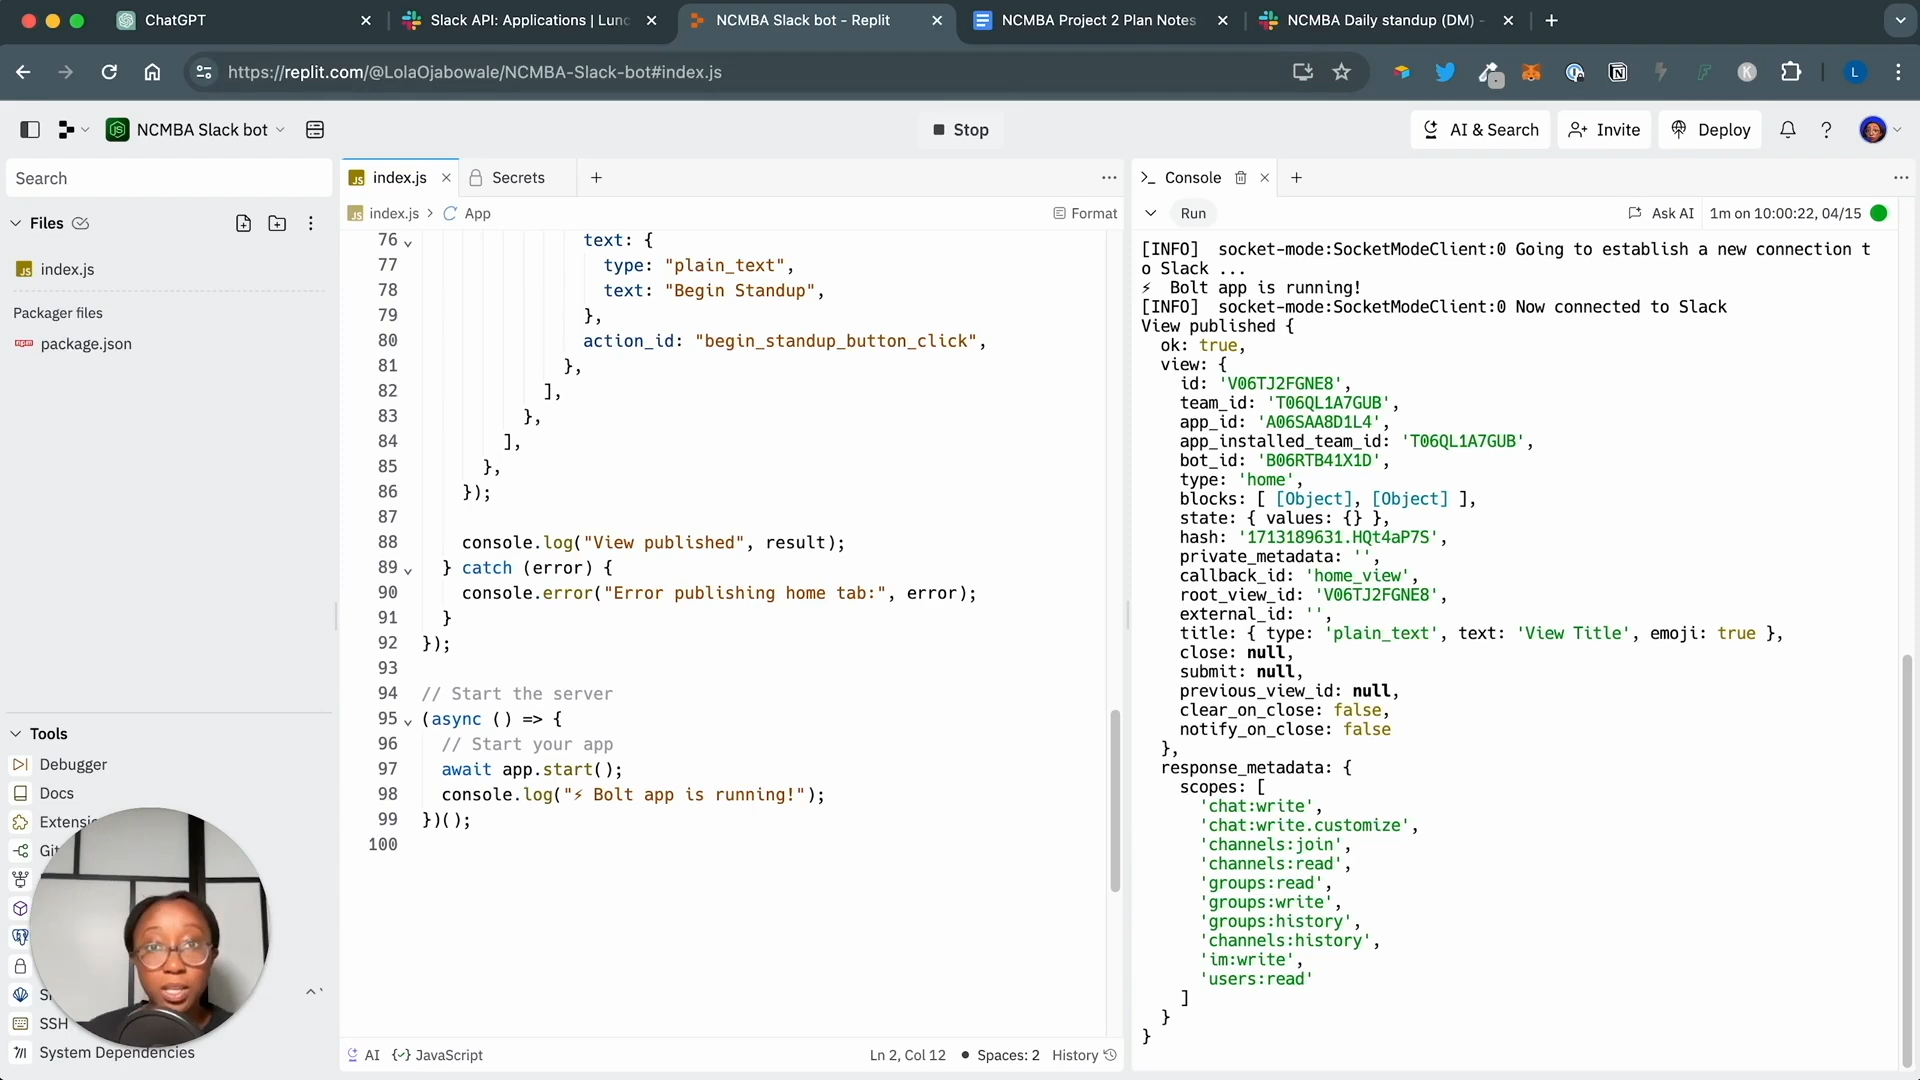 ChatGPT
Slack API: Applications | Lunc
NCMBA Slack bot - Replit
NCMBA Project 2 Plan Notes
NCMBA Daily standup (DM) -
https://replit.com/@LolaOjabowale/NCMBA-Slack-bot#index.js
L
NCMBA Slack bot
Stop
AI & Search
Invite
Deploy
Search
Files
index.js
Packager files
package.json
Tools
Debugger
Docs
Extensio
Git
SSH
System Dependencies
index.js
Secrets
index.js > App
Format
76 text: {
77 type: "plain_text",
78 text: "Begin Standup",
79 },
80 action_id: "begin_standup_button_click",
81 },
82 ],
83 },
84 ],
85 },
86 });
87
88 console.log("View published", result);
89 } catch (error) {
90 console.error("Error publishing home tab:", error);
91 }
92 });
93
94 // Start the server
95 (async () => {
96 // Start your app
97 await app.start();
98 console.log("⚡ Bolt app is running!");
99 })();
100
AI
JavaScript
Ln 2, Col 12
Spaces: 2
History
Console
Run
Ask AI
1m on 10:00:22, 04/15
[INFO]  socket-mode:SocketModeClient:0 Going to establish a new connection t
o Slack ...
⚡ Bolt app is running!
[INFO]  socket-mode:SocketModeClient:0 Now connected to Slack
View published {
ok: true,
view: {
id: 'V06TJ2FGNE8',
team_id: 'T06QL1A7GUB',
app_id: 'A06SAA8D1L4',
app_installed_team_id: 'T06QL1A7GUB',
bot_id: 'B06RTB41X1D',
type: 'home',
blocks: [ [Object], [Object] ],
state: { values: {} },
hash: '1713189631.HQt4aP7S',
private_metadata: '',
callback_id: 'home_view',
root_view_id: 'V06TJ2FGNE8',
external_id: '',
title: { type: 'plain_text', text: 'View Title', emoji: true },
close: null,
submit: null,
previous_view_id: null,
clear_on_close: false,
notify_on_close: false
},
response_metadata: {
scopes: [
'chat:write',
'chat:write.customize',
'channels:join',
'channels:read',
'groups:read',
'groups:write',
'groups:history',
'channels:history',
'im:write',
'users:read'
]
}
}